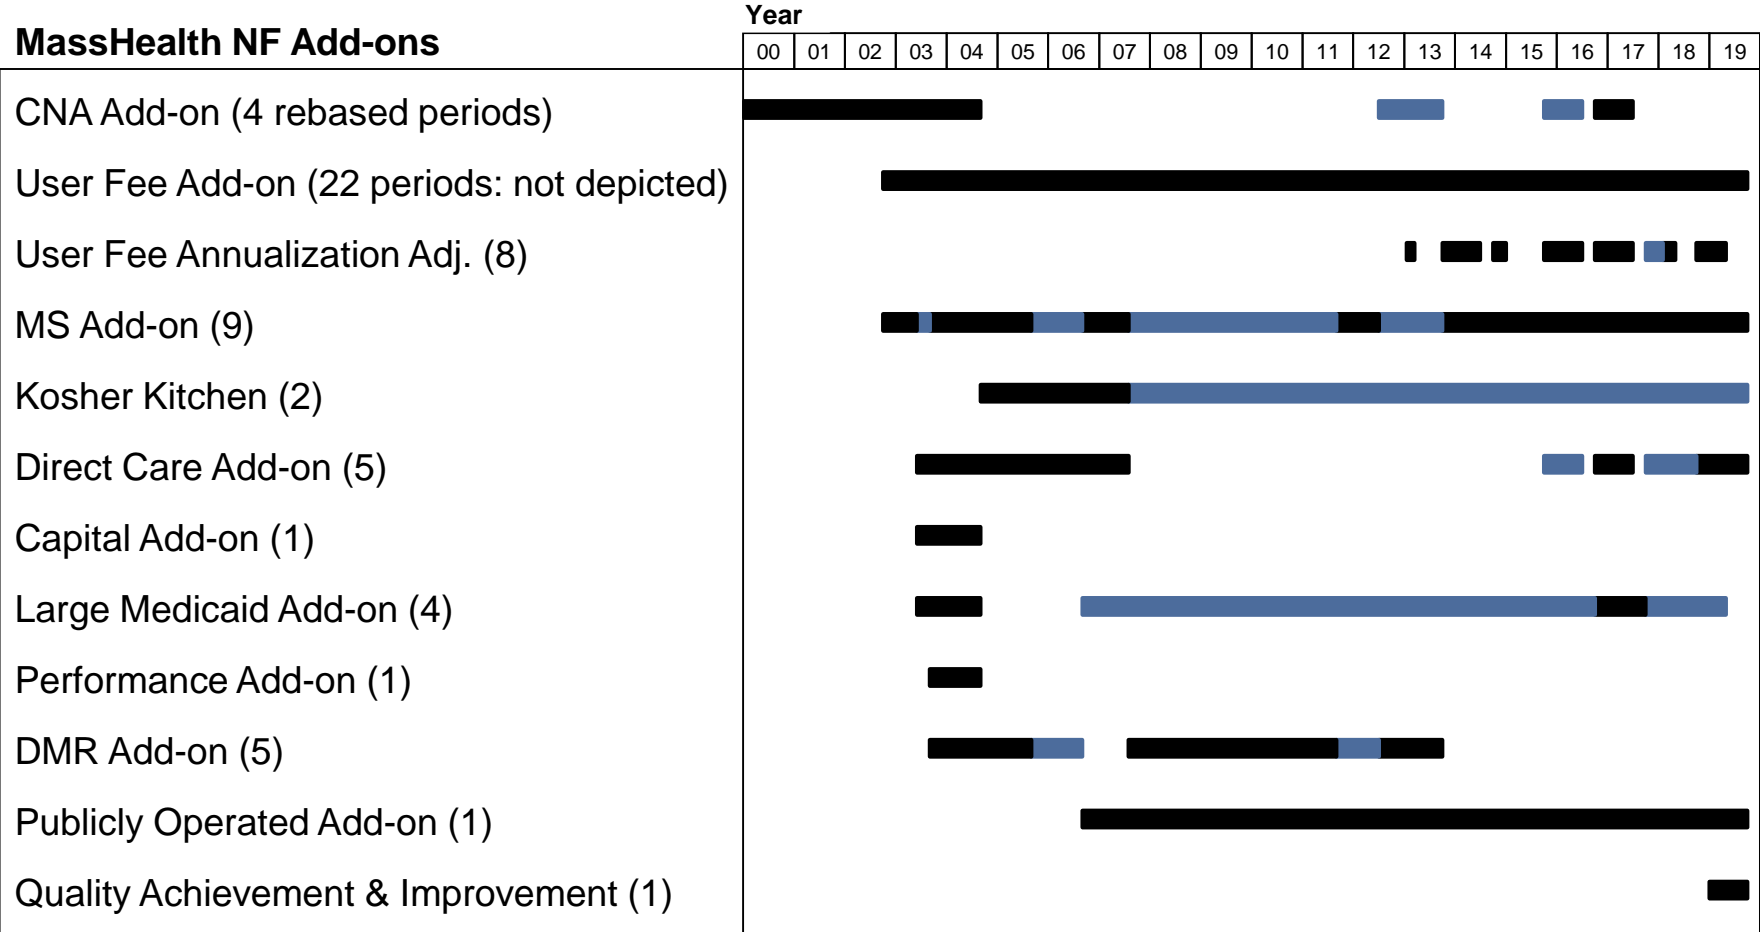 Year
MassHealth NF Add-ons
00 01 02 03 04 05 06 07 08 09 10 11 12 13 14 15 16 17 18 19
CNA Add-on (4 rebased periods)
User Fee Add-on (22 periods: not depicted)
User Fee Annualization Adj. (8)
MS Add-on (9)
Kosher Kitchen (2)
Direct Care Add-on (5)
Capital Add-on (1)
Large Medicaid Add-on (4)
Performance Add-on (1)
DMR Add-on (5)
Publicly Operated Add-on (1)
Quality Achievement & Improvement (1)